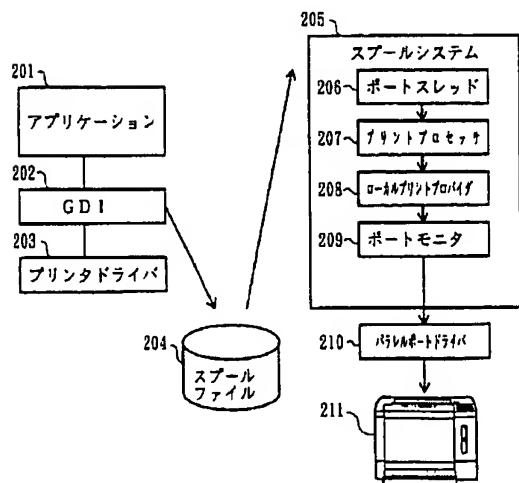 201
アプリケーション
202
GDI
203
プリンタドライバ
204
スプール
ファイル
205
スプールシステム
206
ポートスレッド
207
プリントプロセッサ
208
ローカルプリントプロバイダ
209
ポートモニタ
210
パラレルポートドライバ
211